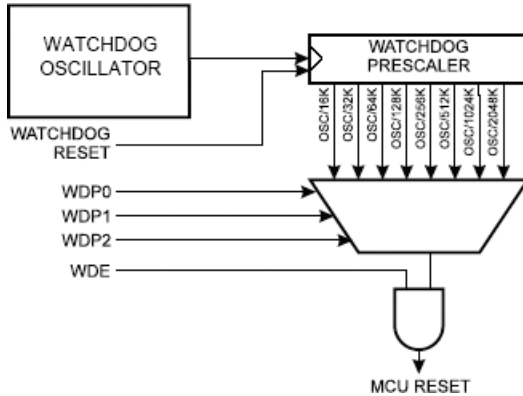 WATCHDOG
OSCILLATOR
WATCHDOG
PRESCALER
WATCHDOG
RESET
OSC/16K
OSC/32K
OSC/64K
OSC/128K
OSC/256K
OSC/512K
OSC/1024K
OSC/2048K
WDP0
WDP1
WDP2
WDE
MCU RESET